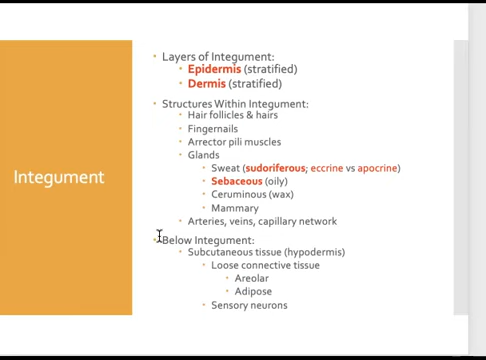 Integument
Layers of Integument:
Epidermis (stratified)
Dermis (stratified)
Structures Within Integument:
Hair follicles & hairs
Fingernails
Arrector pili muscles
Glands
Sweat (sudoriferous; eccrine vs apocrine)
Sebaceous (oily)
Ceruminous (wax)
Mammary
Arteries, veins, capillary network
Below Integument:
Subcutaneous tissue (hypodermis)
Loose connective tissue
Areolar
Adipose
Sensory neurons